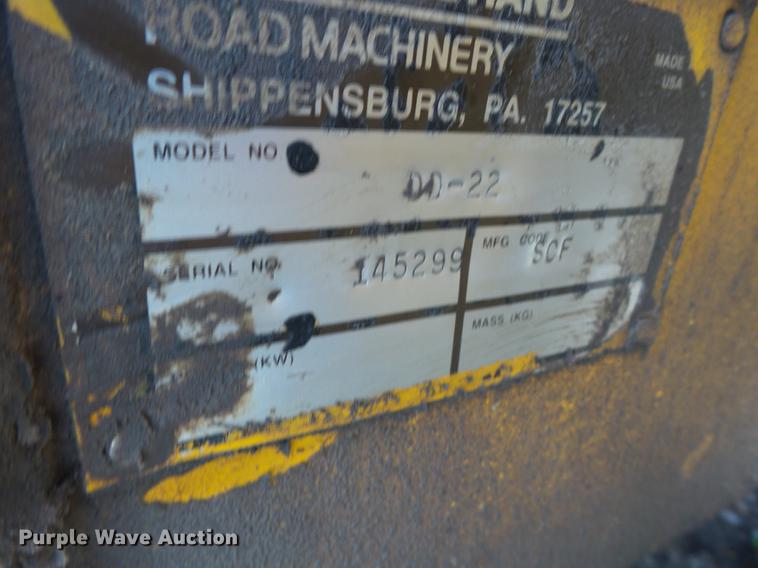 RAND
ROAD MACHINERY
SHIPPENSBURG, PA. 17257
MADE
USA
MODEL NO
DD-22
SERIAL NO. 145299
MFG CODE SCF
(KW)
MASS (KG)
Purple Wave Auction